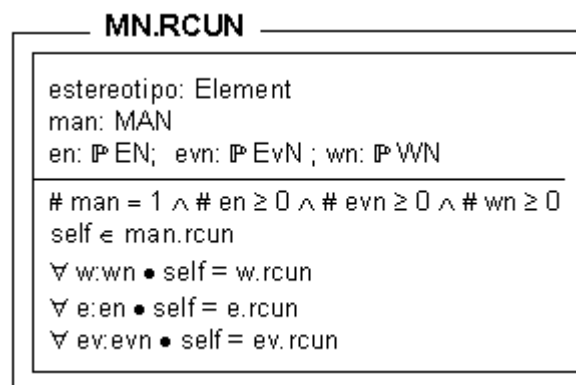 MN.RCUN
estereotipo: Element
man: MAN
en: ℙ EN; evn: ℙ EvN ; wn: ℙ WN
# man = 1 ∧ # en ≥ 0 ∧ # evn ≥ 0 ∧ # wn ≥ 0
self ∊ man.rcun
∀ w:wn ● self = w.rcun
∀ e:en ● self = e.rcun
∀ ev:evn ● self = ev.rcun